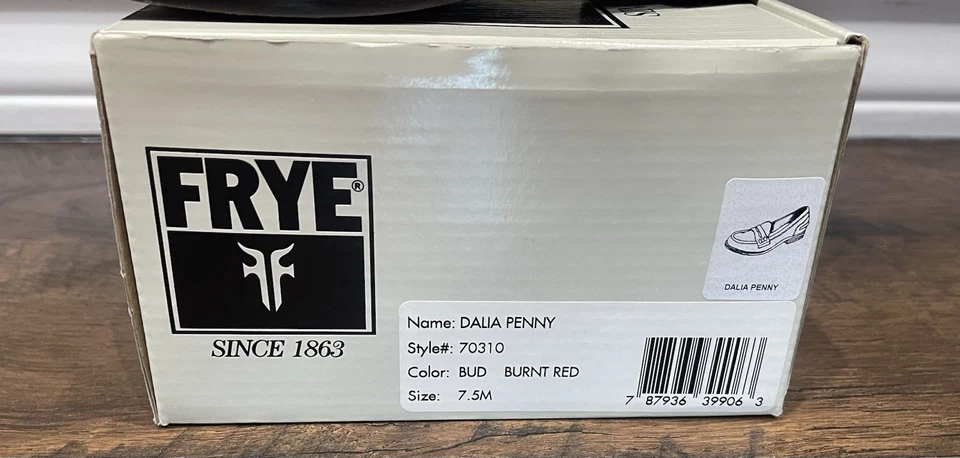 FRYE®
SINCE 1863
DALIA PENNY
Name: DALIA PENNY
Style#: 70310
Color: BUD BURNT RED
Size: 7.5M
7 87936 39906 3